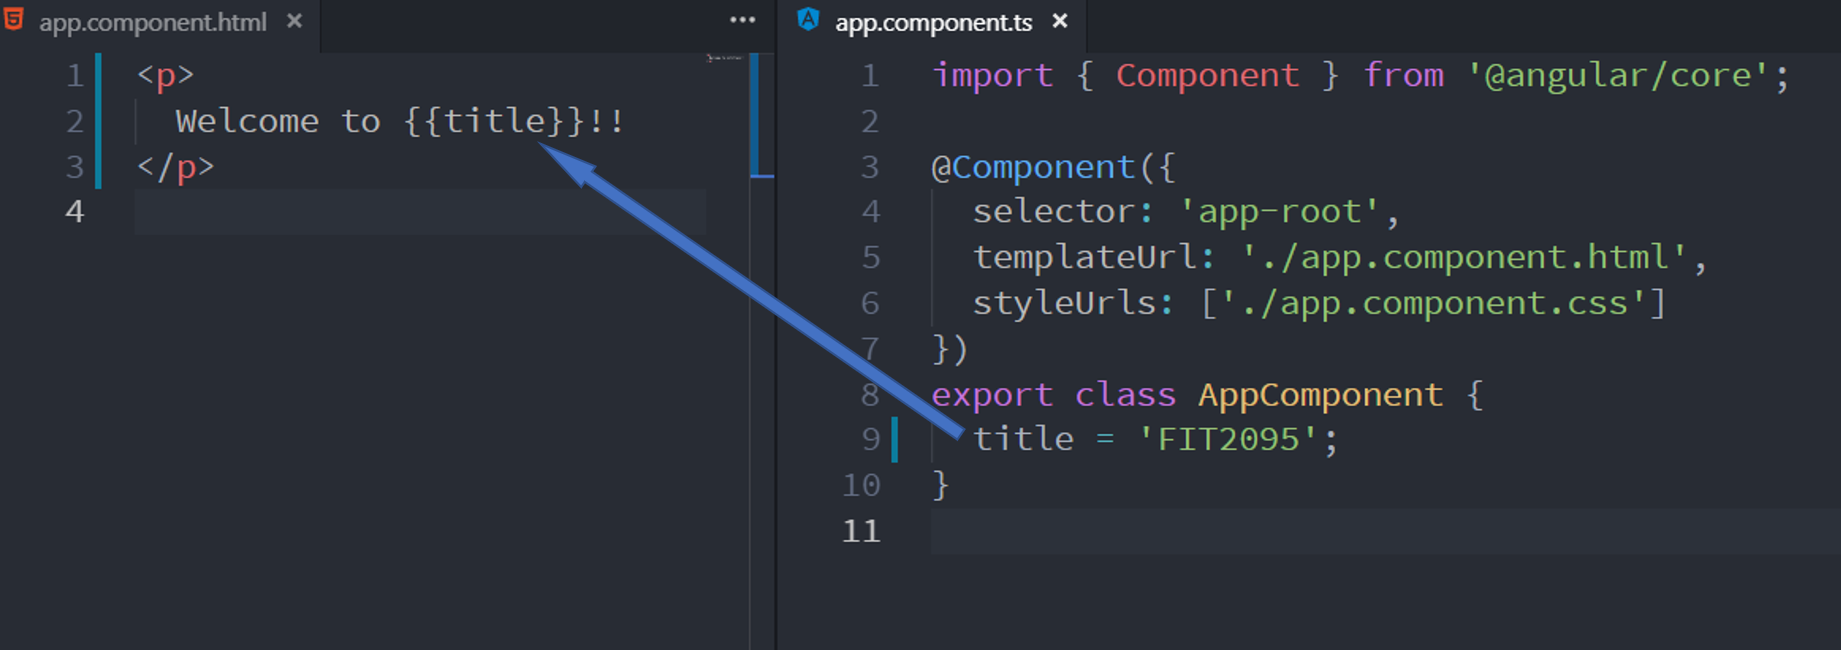 app.component.html ×
1 <p>
2 Welcome to {{title}}!!
3 </p>
4
app.component.ts ×
1 import { Component } from '@angular/core';
2
3 @Component({
4 selector: 'app-root',
5 templateUrl: './app.component.html',
6 styleUrls: ['./app.component.css']
7 })
8 export class AppComponent {
9 title = 'FIT2095';
10 }
11